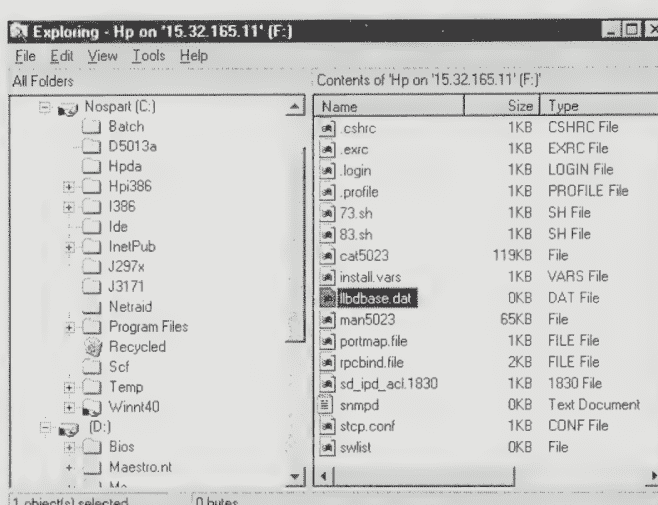 Exploring - Hp on '15.32.165.11' (F:)
File Edit View Tools Help
All Folders
Contents of 'Hp on '15.32.165.11' (F:)'
Nospart (C:)
Batch
D5013a
Hpda
Hpi386
I386
Ide
InetPub
J297x
J3171
Netraid
Program Files
Recycled
Scf
Temp
Winnt40
(D:)
Bios
Maestro.nt
Name Size Type
.cshrc 1KB CSHRC File
.exrc 1KB EXRC File
.login 1KB LOGIN File
.profile 1KB PROFILE File
73.sh 1KB SH File
83.sh 1KB SH File
cat5023 119KB File
install.vars 1KB VARS File
llbdbase.dat 0KB DAT File
man5023 65KB File
portmap.file 1KB FILE File
rpcbind.file 2KB FILE File
sd_ipd_acl.1830 1KB 1830 File
snmpd 0KB Text Document
stcp.conf 1KB CONF File
swlist 0KB File
1 object(s) selected 0 bytes